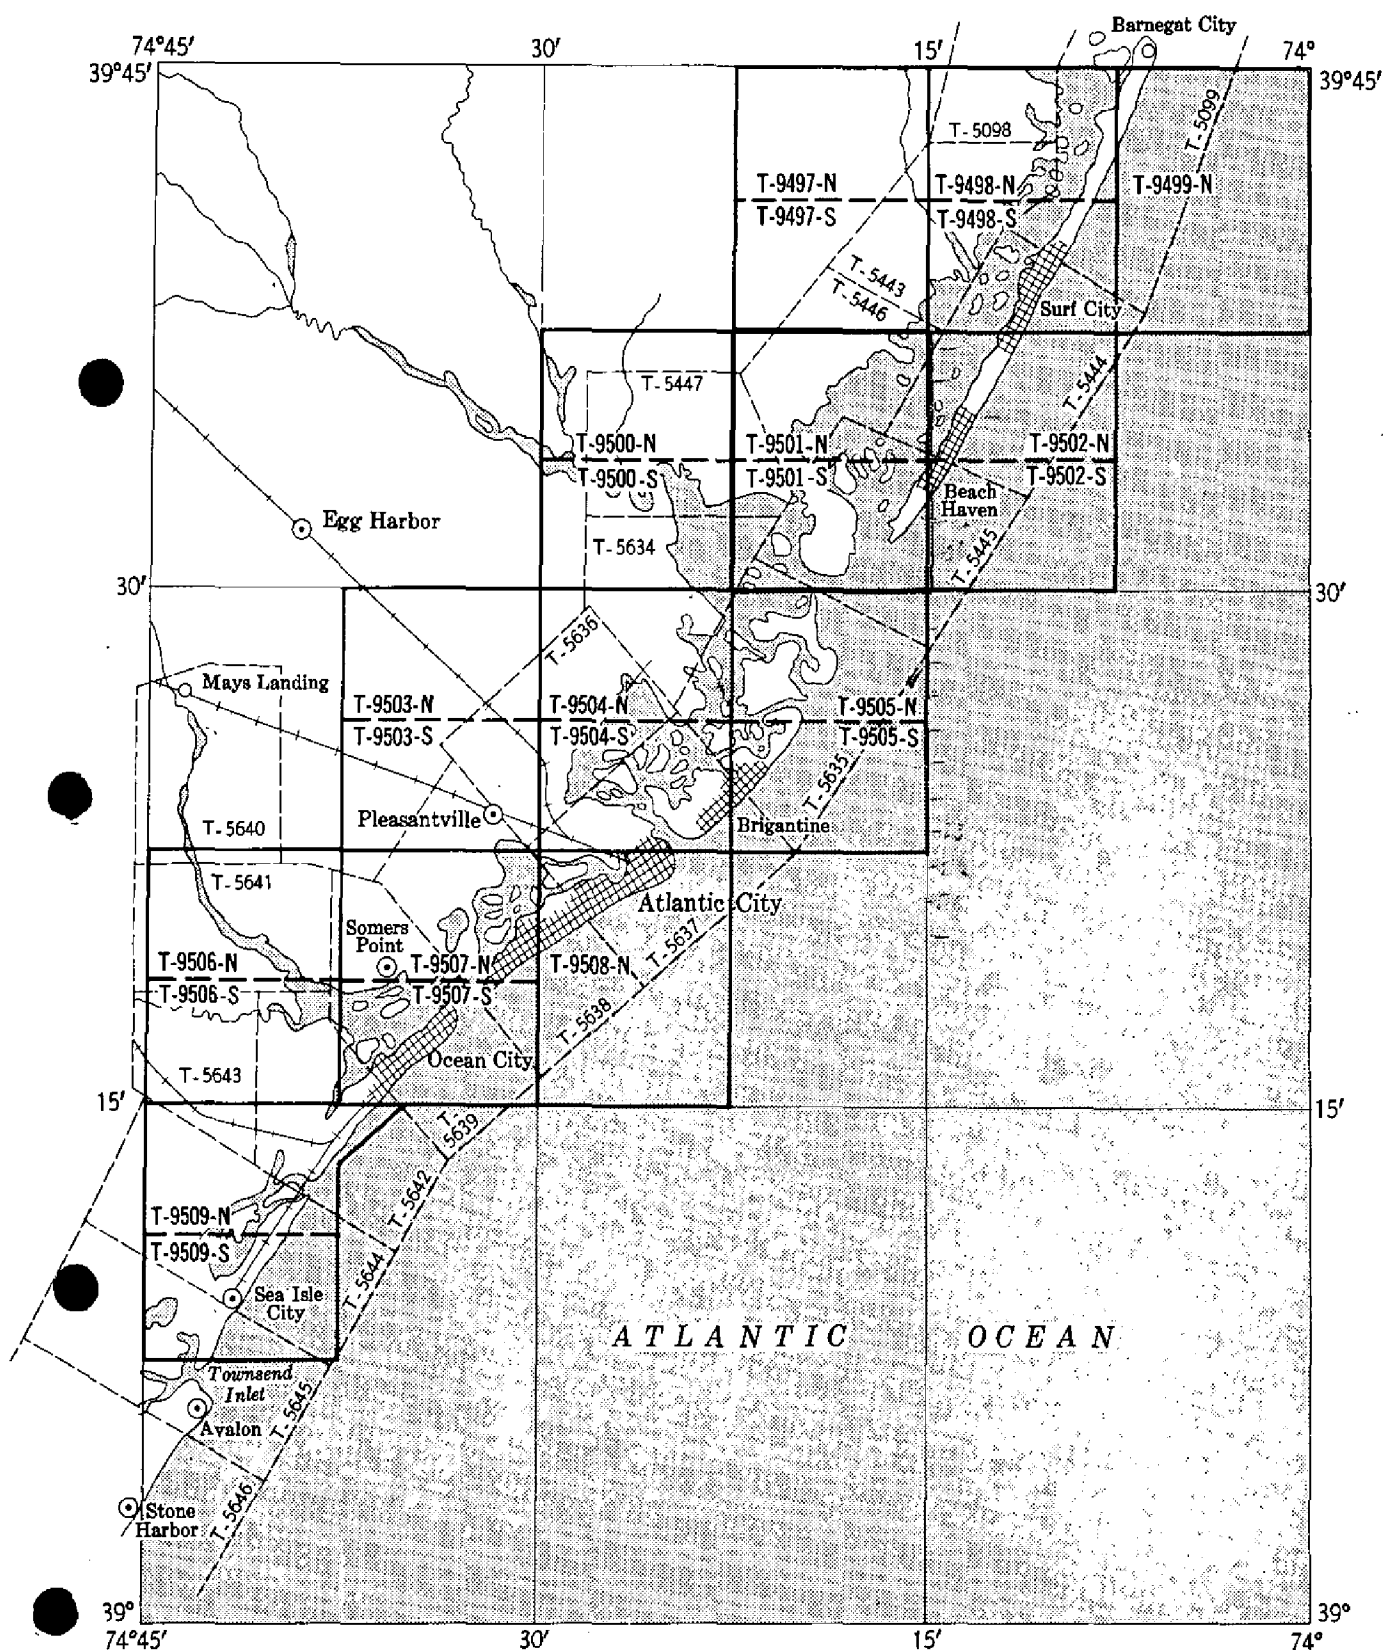 Barnegat City
74°45′
30′
15′
74°
39°45′
39°45′
T-5099
T-5098
T-9497-N
T-9498-N
T-9499-N
T-9497-S
T-9498-S
T-5443
T-5446
Surf City
T-5444
T-5447
T-9500-N
T-9501-N
T-9502-N
T-9500-S
T-9501-S
T-9502-S
Beach
Haven
Egg Harbor
T-5634
T-5445
30′
30′
T-5636
Mays Landing
T-9503-N
T-9504-N
T-9505-N
T-9503-S
T-9504-S
T-9505-S
T-5635
Pleasantville
Brigantine
T-5640
T-5641
Atlantic City
Somers
Point
T-5637
T-9506-N
T-9507-N
T-9508-N
T-9506-S
T-9507-S
T-5638
Ocean City
T-5643
15′
15′
T-
5639
T-5642
T-9509-N
T-9509-S
T-5644
Sea Isle
City
ATLANTIC OCEAN
Townsend
Inlet
T-5645
Avalon
T-5646
Stone
Harbor
39°
39°
74°45′
30′
15′
74°